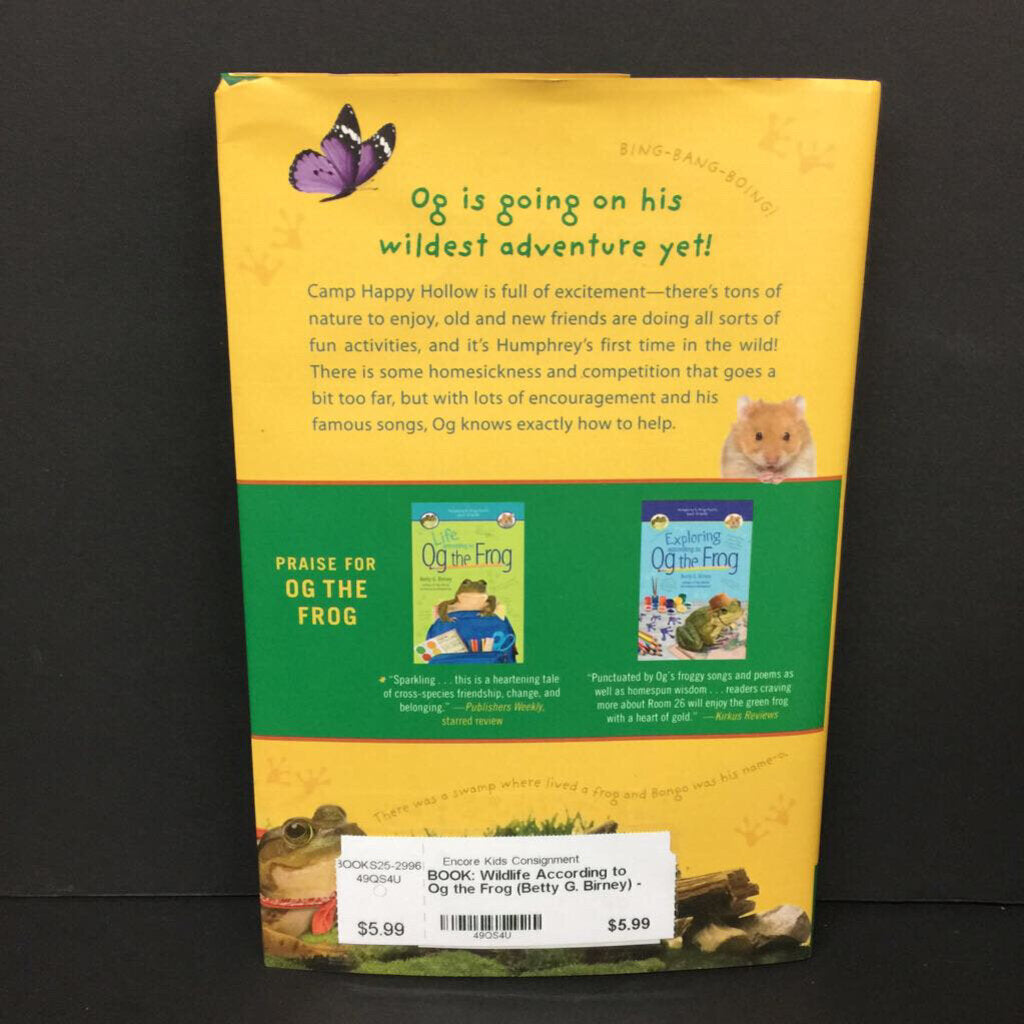 BING-BANG-BOING!
Og is going on his
wildest adventure yet!
Camp Happy Hollow is full of excitement—there's tons of
nature to enjoy, old and new friends are doing all sorts of
fun activities, and it's Humphrey's first time in the wild!
There is some homesickness and competition that goes a
bit too far, but with lots of encouragement and his
famous songs, Og knows exactly how to help.
PRAISE FOR
OG THE
FROG
Life
Og the Frog
Betty G. Birney
Exploring
according to
Og the Frog
Betty G. Birney
"Sparkling . . . this is a heartening tale
of cross-species friendship, change, and
belonging." —Publishers Weekly,
starred review
"Punctuated by Og's froggy songs and poems as
well as homespun wisdom . . . readers craving
more about Room 26 will enjoy the green frog
with a heart of gold." —Kirkus Reviews
There was a swamp where lived a frog and Bongo was his name-o.
BOOKS25-2996
49QS4U
$5.99
Encore Kids Consignment
BOOK: Wildlife According to
Og the Frog (Betty G. Birney) -
49QS4U
$5.99